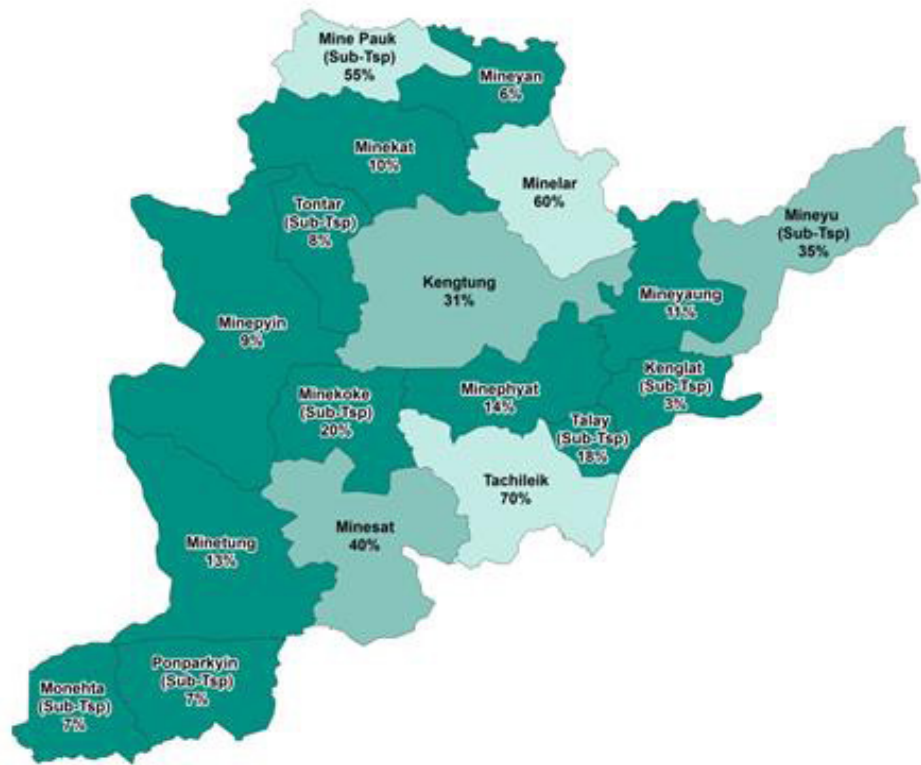 Mine Pauk
(Sub-Tsp)
55%
Mineyan
6%
Minekat
10%
Minelar
60%
Tontar
(Sub-Tsp)
8%
Mineyu
(Sub-Tsp)
35%
Kengtung
31%
Mineyaung
11%
Minepyin
9%
Minekoke
(Sub-Tsp)
20%
Minephyat
14%
Kenglat
(Sub-Tsp)
3%
Talay
(Sub-Tsp)
18%
Tachileik
70%
Minesat
40%
Minetung
13%
Ponparkyin
(Sub-Tsp)
7%
Monehta
(Sub-Tsp)
7%